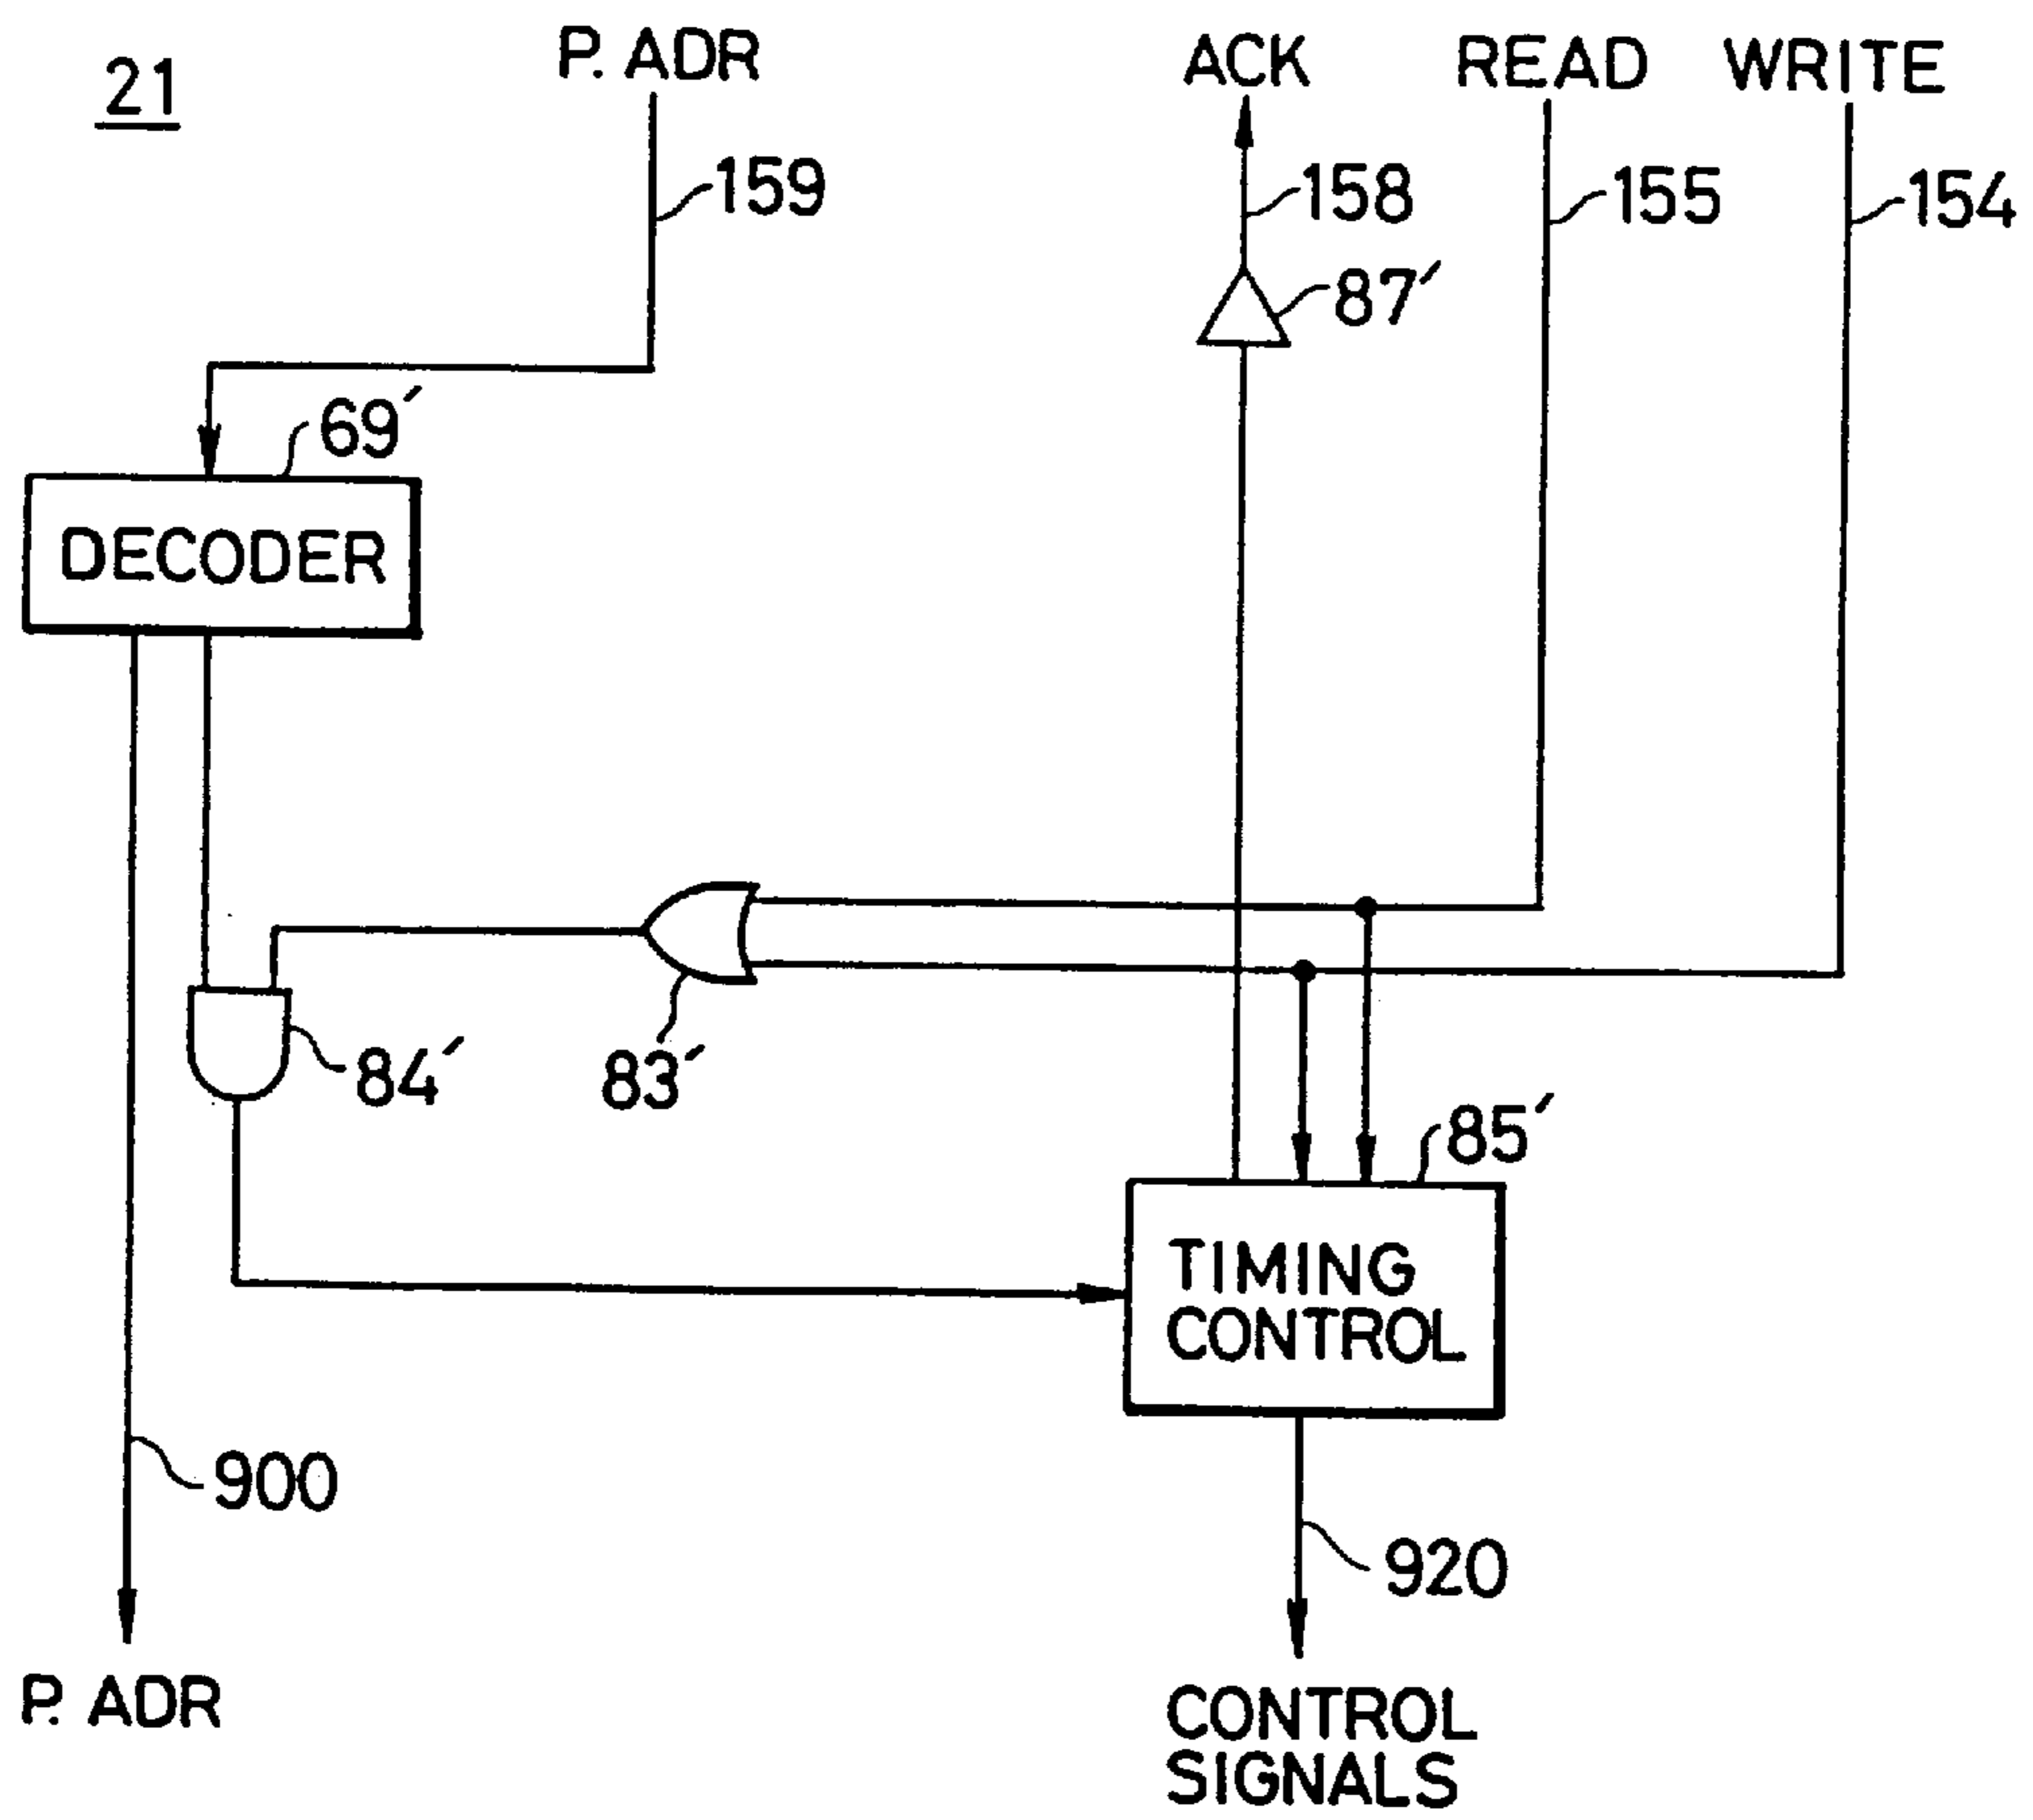 21
P. ADR
ACK
READ
WRITE
159
158
155
154
87′
69′
DECODER
84′
83′
85′
TIMING
CONTROL
900
920
P. ADR
CONTROL
SIGNALS